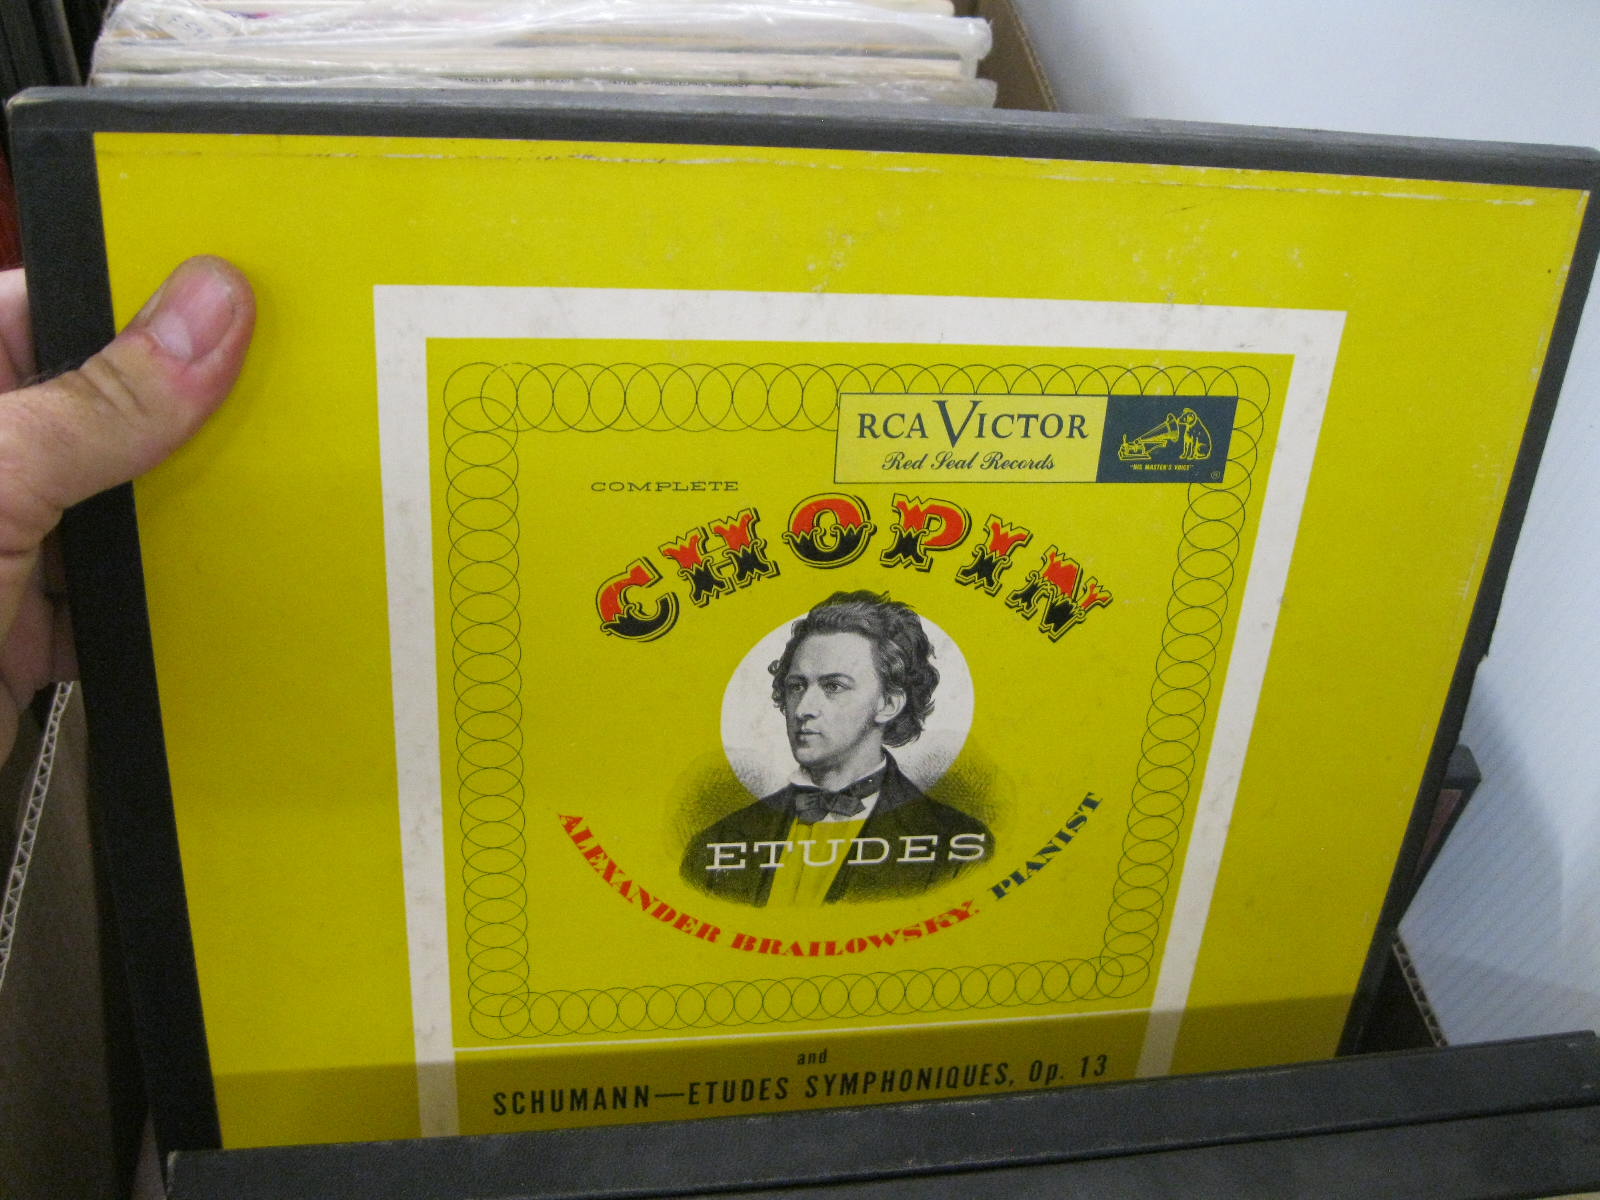 RCA VICTOR
Red Seal Records
"HIS MASTER'S VOICE"
®
COMPLETE
CHOPIN
ETUDES
ALEXANDER BRAILOWSKY, PIANIST
and
SCHUMANN—ETUDES SYMPHONIQUES, Op. 13